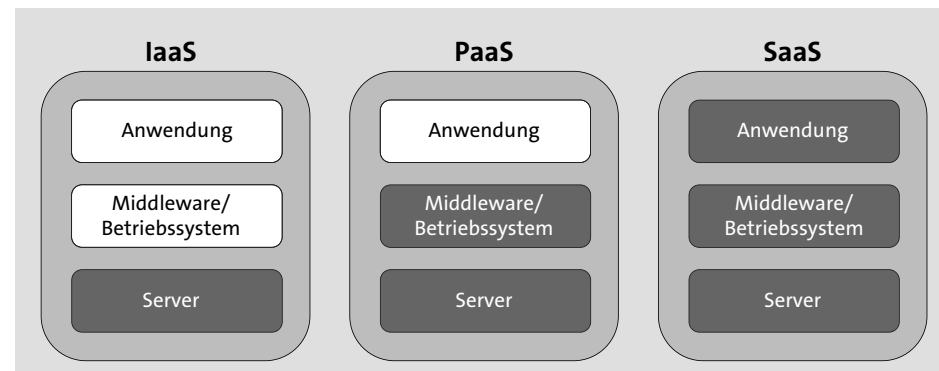 IaaS
Anwendung
Middleware/
Betriebssystem
Server
PaaS
Anwendung
Middleware/
Betriebssystem
Server
SaaS
Anwendung
Middleware/
Betriebssystem
Server